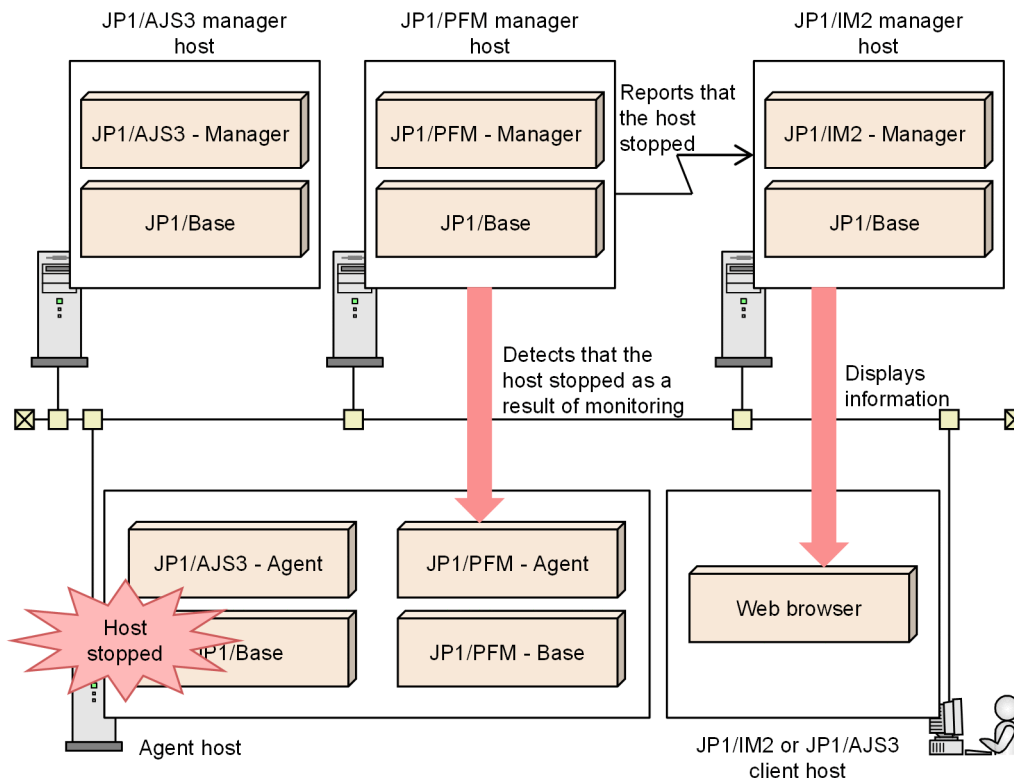 JP1/AJS3 manager
host
JP1/PFM manager
host
JP1/IM2 manager
host
JP1/AJS3 - Manager
JP1/Base
JP1/PFM - Manager
JP1/Base
Reports that
the host
stopped
JP1/IM2 - Manager
JP1/Base
Detects that the
host stopped as a
result of monitoring
Displays
information
JP1/AJS3 - Agent
JP1/PFM - Agent
Host
stopped
JP1/Base
JP1/PFM - Base
Web browser
Agent host
JP1/IM2 or JP1/AJS3
client host